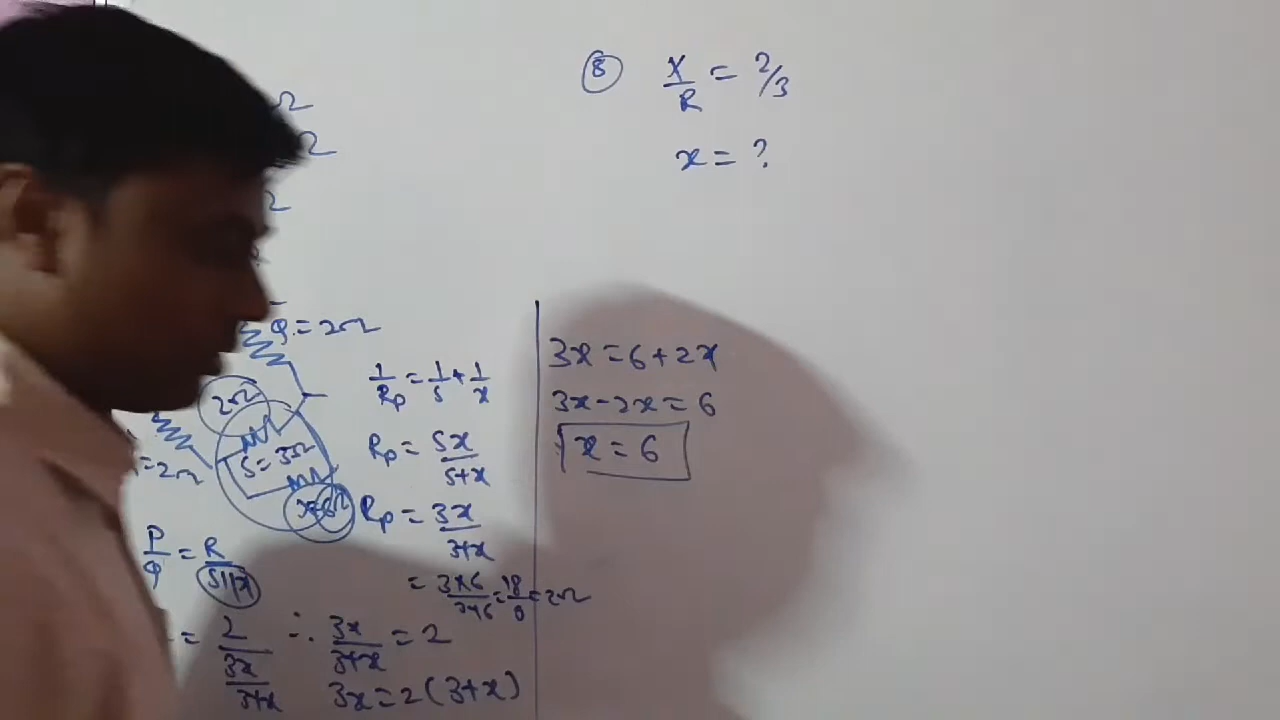 Ω
Ω
Ω
Q = 2Ω
2Ω
S = 3Ω
= 2Ω
x = 6Ω
P/Q = R/(S||x)
= 2/(3x/(3+x)) ∴ 3x/(3+x) = 2
3x = 2(3+x)
1/Rp = 1/S + 1/x
Rp = Sx/(S+x)
Rp = 3x/(3+x)
= 3×6/(3+6) = 18/9 = 2Ω
3x = 6 + 2x
3x - 2x = 6
x = 6
⑧ X/R = 2/3
x = ?